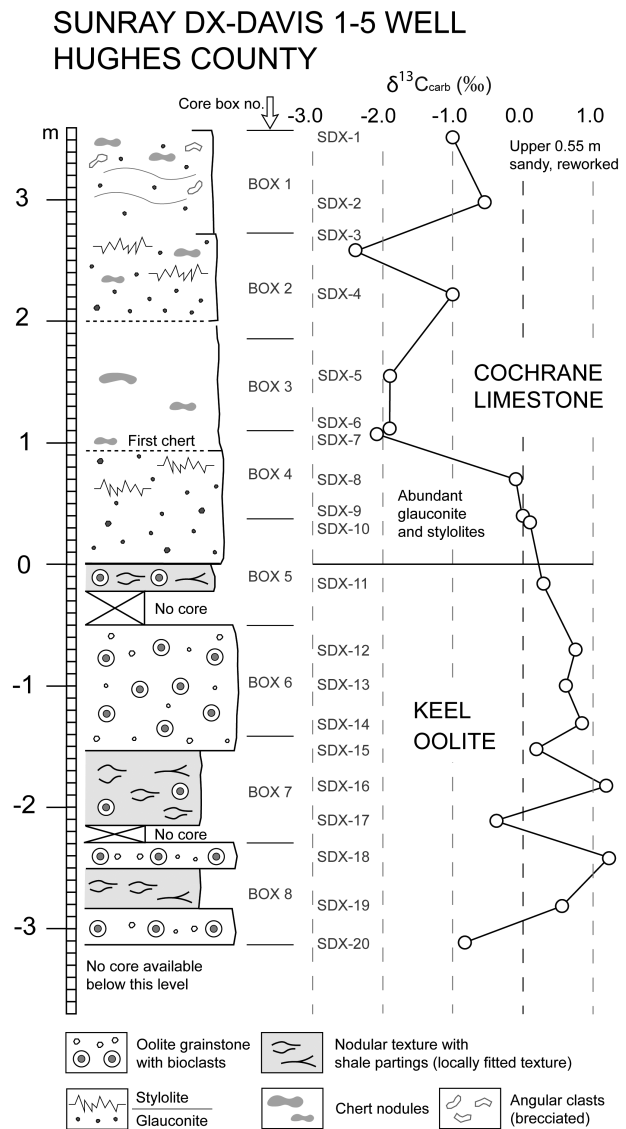 SUNRAY DX-DAVIS 1-5 WELL
HUGHES COUNTY
δ13Ccarb (‰)
Core box no.
-3.0 -2.0 -1.0 0.0 1.0
m
SDX-1
Upper 0.55 m
sandy, reworked
BOX 1
3
SDX-2
SDX-3
BOX 2
SDX-4
2
COCHRANE
LIMESTONE
BOX 3
SDX-5
SDX-6
1
First chert
SDX-7
BOX 4
SDX-8
Abundant
glauconite
and stylolites
SDX-9
SDX-10
0
BOX 5
SDX-11
No core
SDX-12
BOX 6
-1
SDX-13
KEEL
OOLITE
SDX-14
SDX-15
BOX 7
SDX-16
-2
SDX-17
No core
SDX-18
BOX 8
SDX-19
-3
SDX-20
No core available
below this level
Oolite grainstone
with bioclasts
Nodular texture with
shale partings (locally fitted texture)
Stylolite
Glauconite
Chert nodules
Angular clasts
(brecciated)